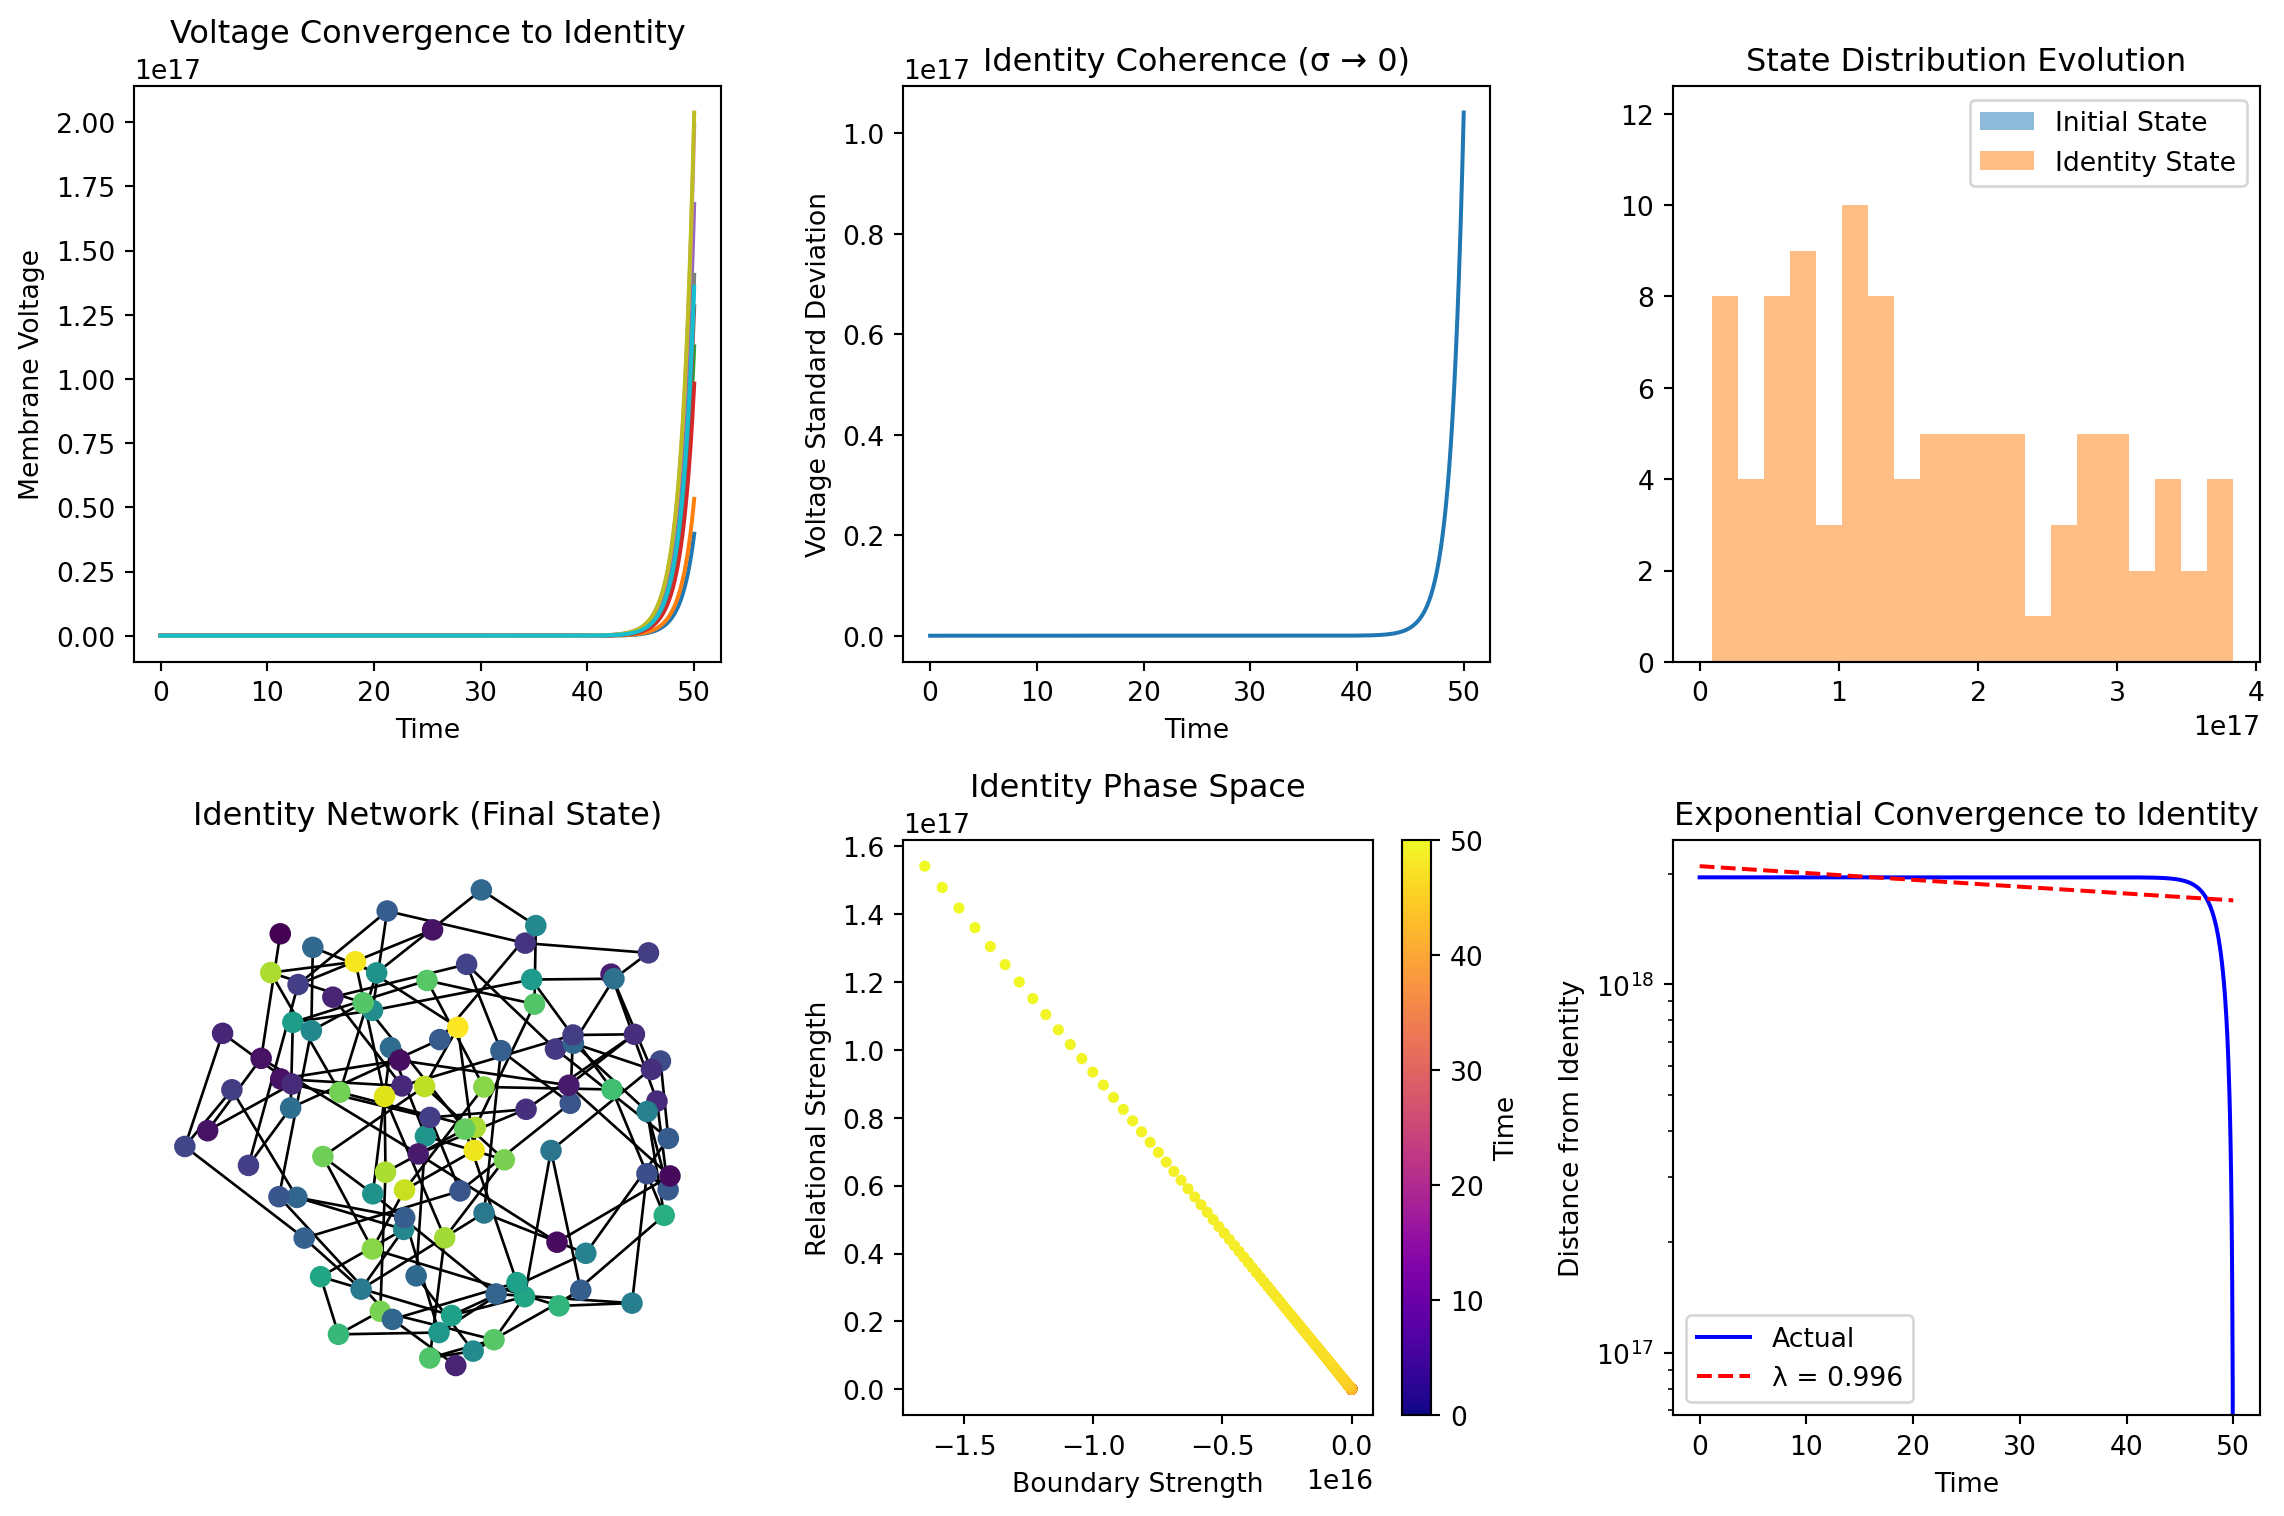 Voltage Convergence to Identity
1e17
2.00
1.75
1.50
1.25
1.00
0.75
0.50
0.25
0.00
Membrane Voltage
0 10 20 30 40 50
Time
Identity Coherence (σ → 0)
1e17
1.0
0.8
0.6
0.4
0.2
0.0
Voltage Standard Deviation
0 10 20 30 40 50
Time
State Distribution Evolution
Initial State
Identity State
12
10
8
6
4
2
0
0 1 2 3 4
1e17
Identity Network (Final State)
Identity Phase Space
1e17
1.6
1.4
1.2
1.0
0.8
0.6
0.4
0.2
0.0
Relational Strength
−1.5 −1.0 −0.5 0.0
1e16
Boundary Strength
50
40
30
20
10
0
Time
Exponential Convergence to Identity
10^18
10^17
Distance from Identity
Actual
λ = 0.996
0 10 20 30 40 50
Time